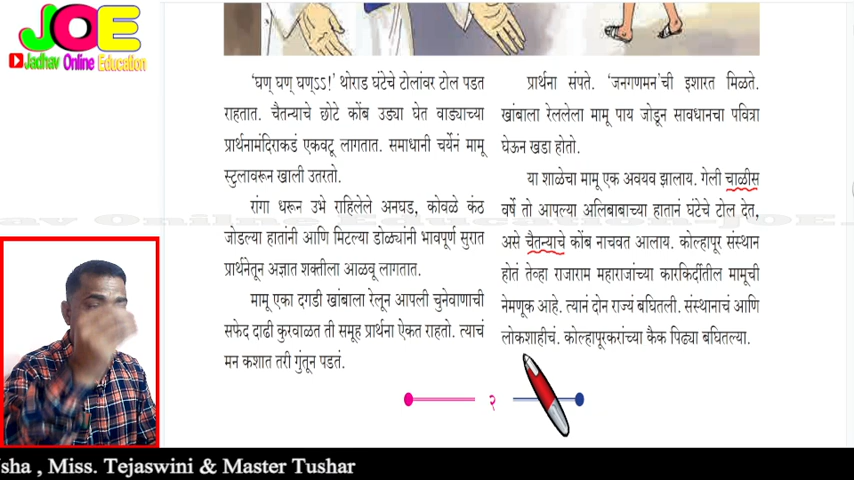 JOE
Jadhav Online Education
'घण् घण् घण्ऽऽ!' थोराड घंटेचे टोलांवर टोल पडत
राहतात. चैतन्याचे छोटे कोंब उड्या घेत वाड्याच्या
प्रार्थनामंदिराकडं एकवटू लागतात. समाधानी चर्येनं मामू
स्टुलावरून खाली उतरतो.
रांगा धरून उभे राहिलेले अनघड, कोवळे कंठ
जोडल्या हातांनी आणि मिटल्या डोळ्यांनी भावपूर्ण सुरात
प्रार्थनेतून अज्ञात शक्तीला आळवू लागतात.
मामू एका दगडी खांबाला रेलून आपली चुनेवाणाची
सफेद दाढी कुरवाळत ती समूह प्रार्थना ऐकत राहतो. त्याचं
मन कशात तरी गुंतून पडतं.
प्रार्थना संपते. 'जनगणमन'ची इशारत मिळते.
खांबाला रेललेला मामू पाय जोडून सावधानचा पवित्रा
घेऊन खडा होतो.
या शाळेचा मामू एक अवयव झालाय. गेली चाळीस
वर्षे तो आपल्या अलिबाबाच्या हातानं घंटेचे टोल देत,
असे चैतन्याचे कोंब नाचवत आलाय. कोल्हापूर संस्थान
होतं तेव्हा राजाराम महाराजांच्या कारकिर्दीतील मामूची
नेमणूक आहे. त्यानं दोन राज्यं बघितली. संस्थानाचं आणि
लोकशाहीचं. कोल्हापूरकरांच्या कैक पिढ्या बघितल्या.
२
sha , Miss. Tejaswini & Master Tushar